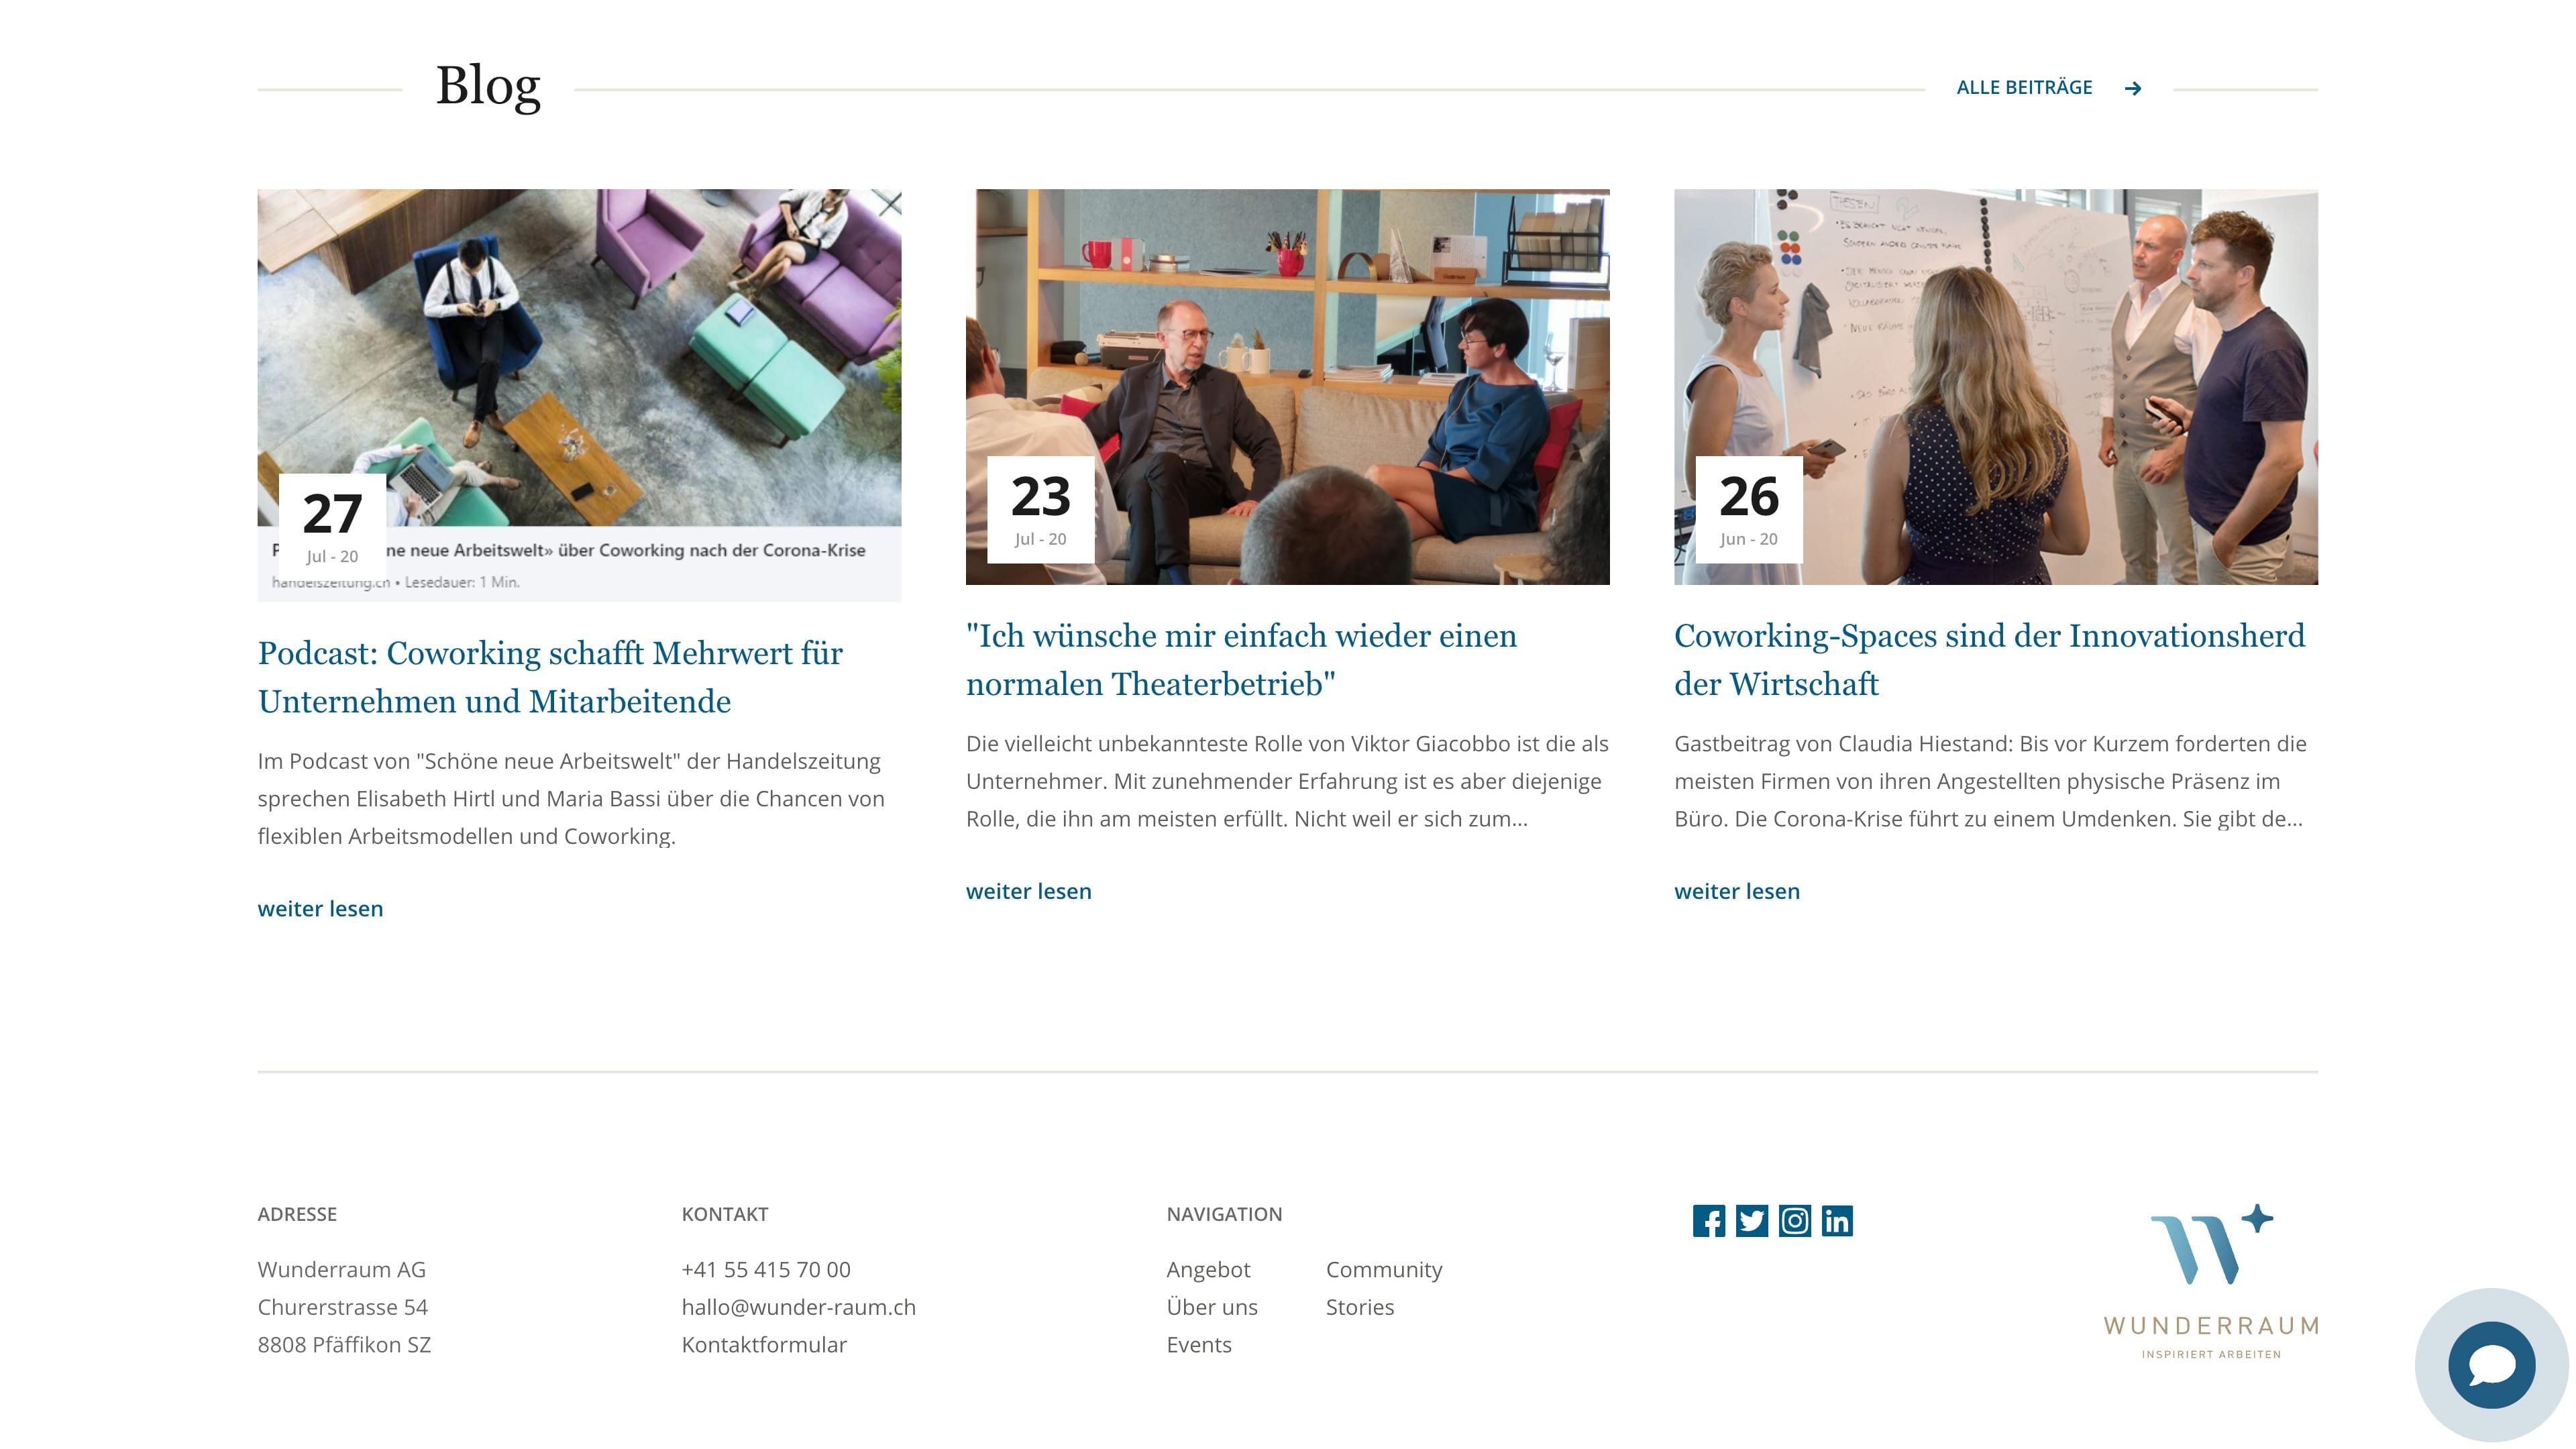 Blog
ALLE BEITRÄGE
27
Jul - 20
ne neue Arbeitswelt» über Coworking nach der Corona-Krise
handelszeitung.ch • Lesedauer: 1 Min.
Podcast: Coworking schafft Mehrwert für
Unternehmen und Mitarbeitende
Im Podcast von "Schöne neue Arbeitswelt" der Handelszeitung
sprechen Elisabeth Hirtl und Maria Bassi über die Chancen von
flexiblen Arbeitsmodellen und Coworking.
weiter lesen
23
Jul - 20
"Ich wünsche mir einfach wieder einen
normalen Theaterbetrieb"
Die vielleicht unbekannteste Rolle von Viktor Giacobbo ist die als
Unternehmer. Mit zunehmender Erfahrung ist es aber diejenige
Rolle, die ihn am meisten erfüllt. Nicht weil er sich zum...
weiter lesen
THESEN
26
Jun - 20
Coworking-Spaces sind der Innovationsherd
der Wirtschaft
Gastbeitrag von Claudia Hiestand: Bis vor Kurzem forderten die
meisten Firmen von ihren Angestellten physische Präsenz im
Büro. Die Corona-Krise führt zu einem Umdenken. Sie gibt de...
weiter lesen
ADRESSE
Wunderraum AG
Churerstrasse 54
8808 Pfäffikon SZ
KONTAKT
+41 55 415 70 00
hallo@wunder-raum.ch
Kontaktformular
NAVIGATION
Angebot
Über uns
Events
Community
Stories
WUNDERRAUM
INSPIRIERT ARBEITEN